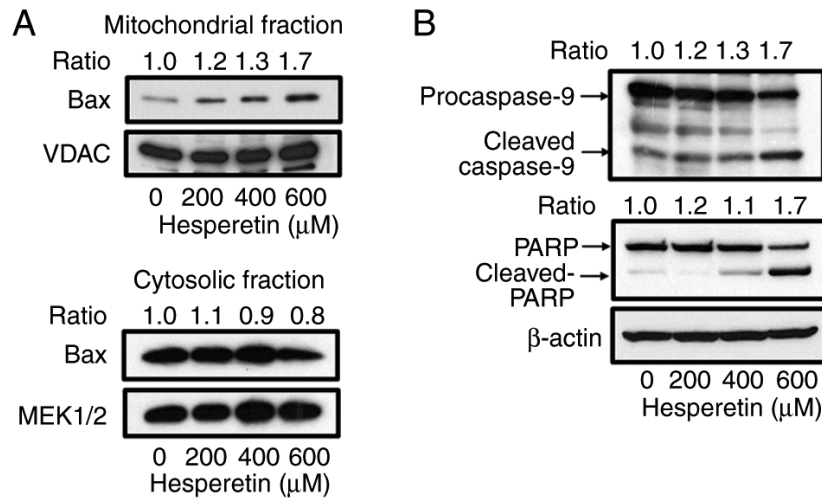 A
Mitochondrial fraction
Ratio 1.0 1.2 1.3 1.7
Bax
VDAC
0 200 400 600
Hesperetin (μM)
Cytosolic fraction
Ratio 1.0 1.1 0.9 0.8
Bax
MEK1/2
0 200 400 600
Hesperetin (μM)
B
Ratio 1.0 1.2 1.3 1.7
Procaspase-9
Cleaved
caspase-9
Ratio 1.0 1.2 1.1 1.7
PARP
Cleaved-
PARP
β-actin
0 200 400 600
Hesperetin (μM)